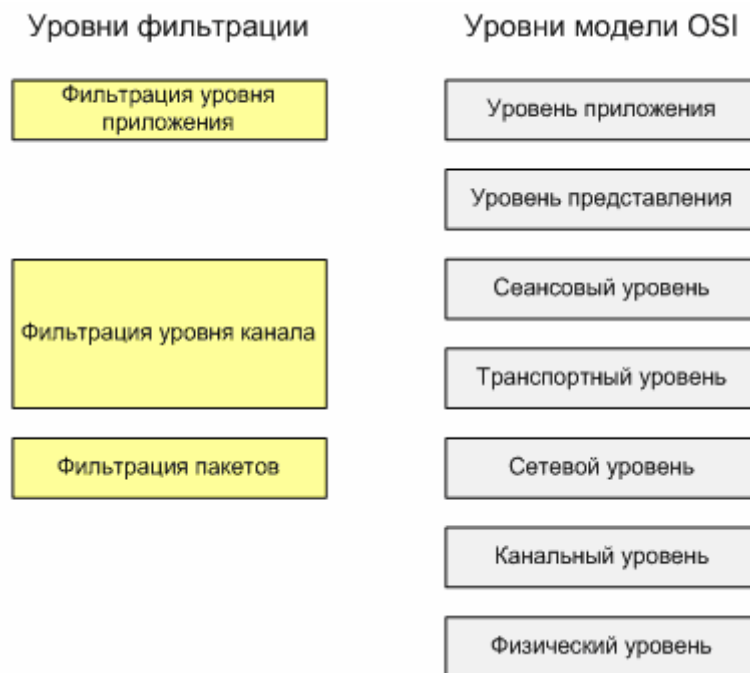 Уровни фильтрации
Уровни модели OSI
Фильтрация уровня
приложения
Уровень приложения
Уровень представления
Фильтрация уровня канала
Сеансовый уровень
Транспортный уровень
Фильтрация пакетов
Сетевой уровень
Канальный уровень
Физический уровень